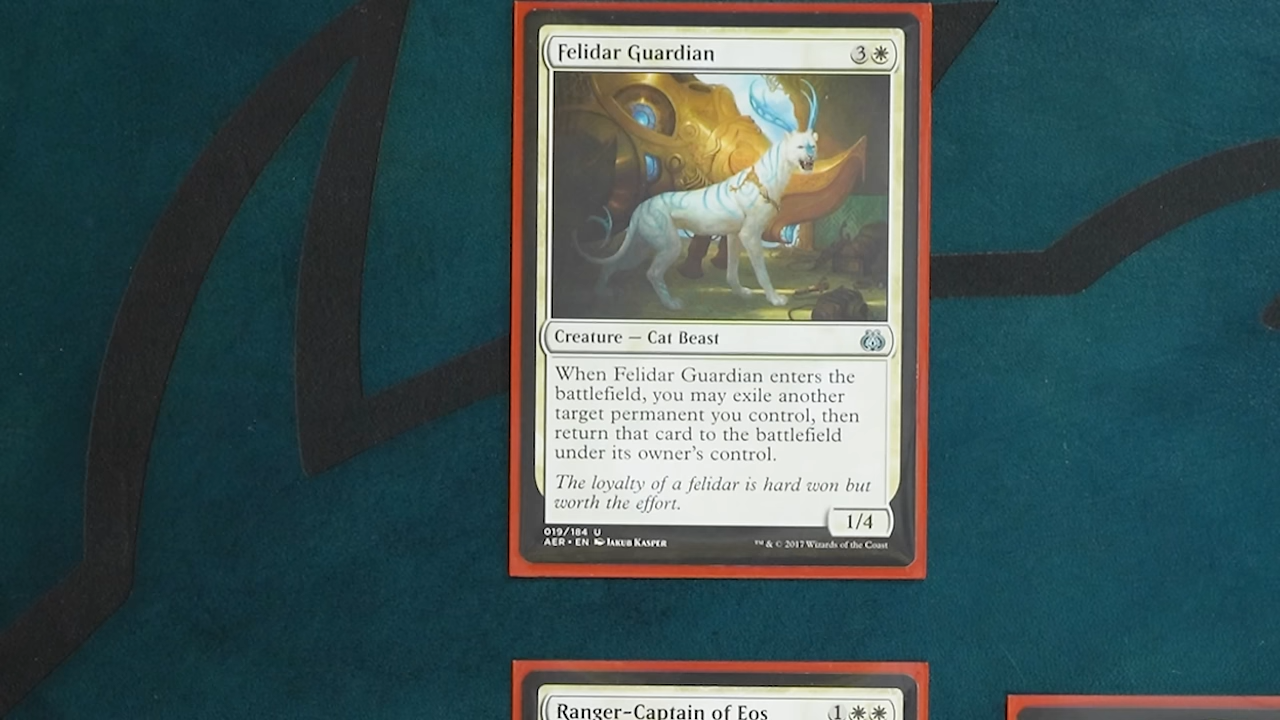 Felidar Guardian 3
Creature — Cat Beast
When Felidar Guardian enters the
battlefield, you may exile another
target permanent you control, then
return that card to the battlefield
under its owner's control.
The loyalty of a felidar is hard won but
worth the effort.
1/4
019/184 U
AER • EN Jakub Kasper
™ & © 2017 Wizards of the Coast
Ranger-Captain of Eos 1